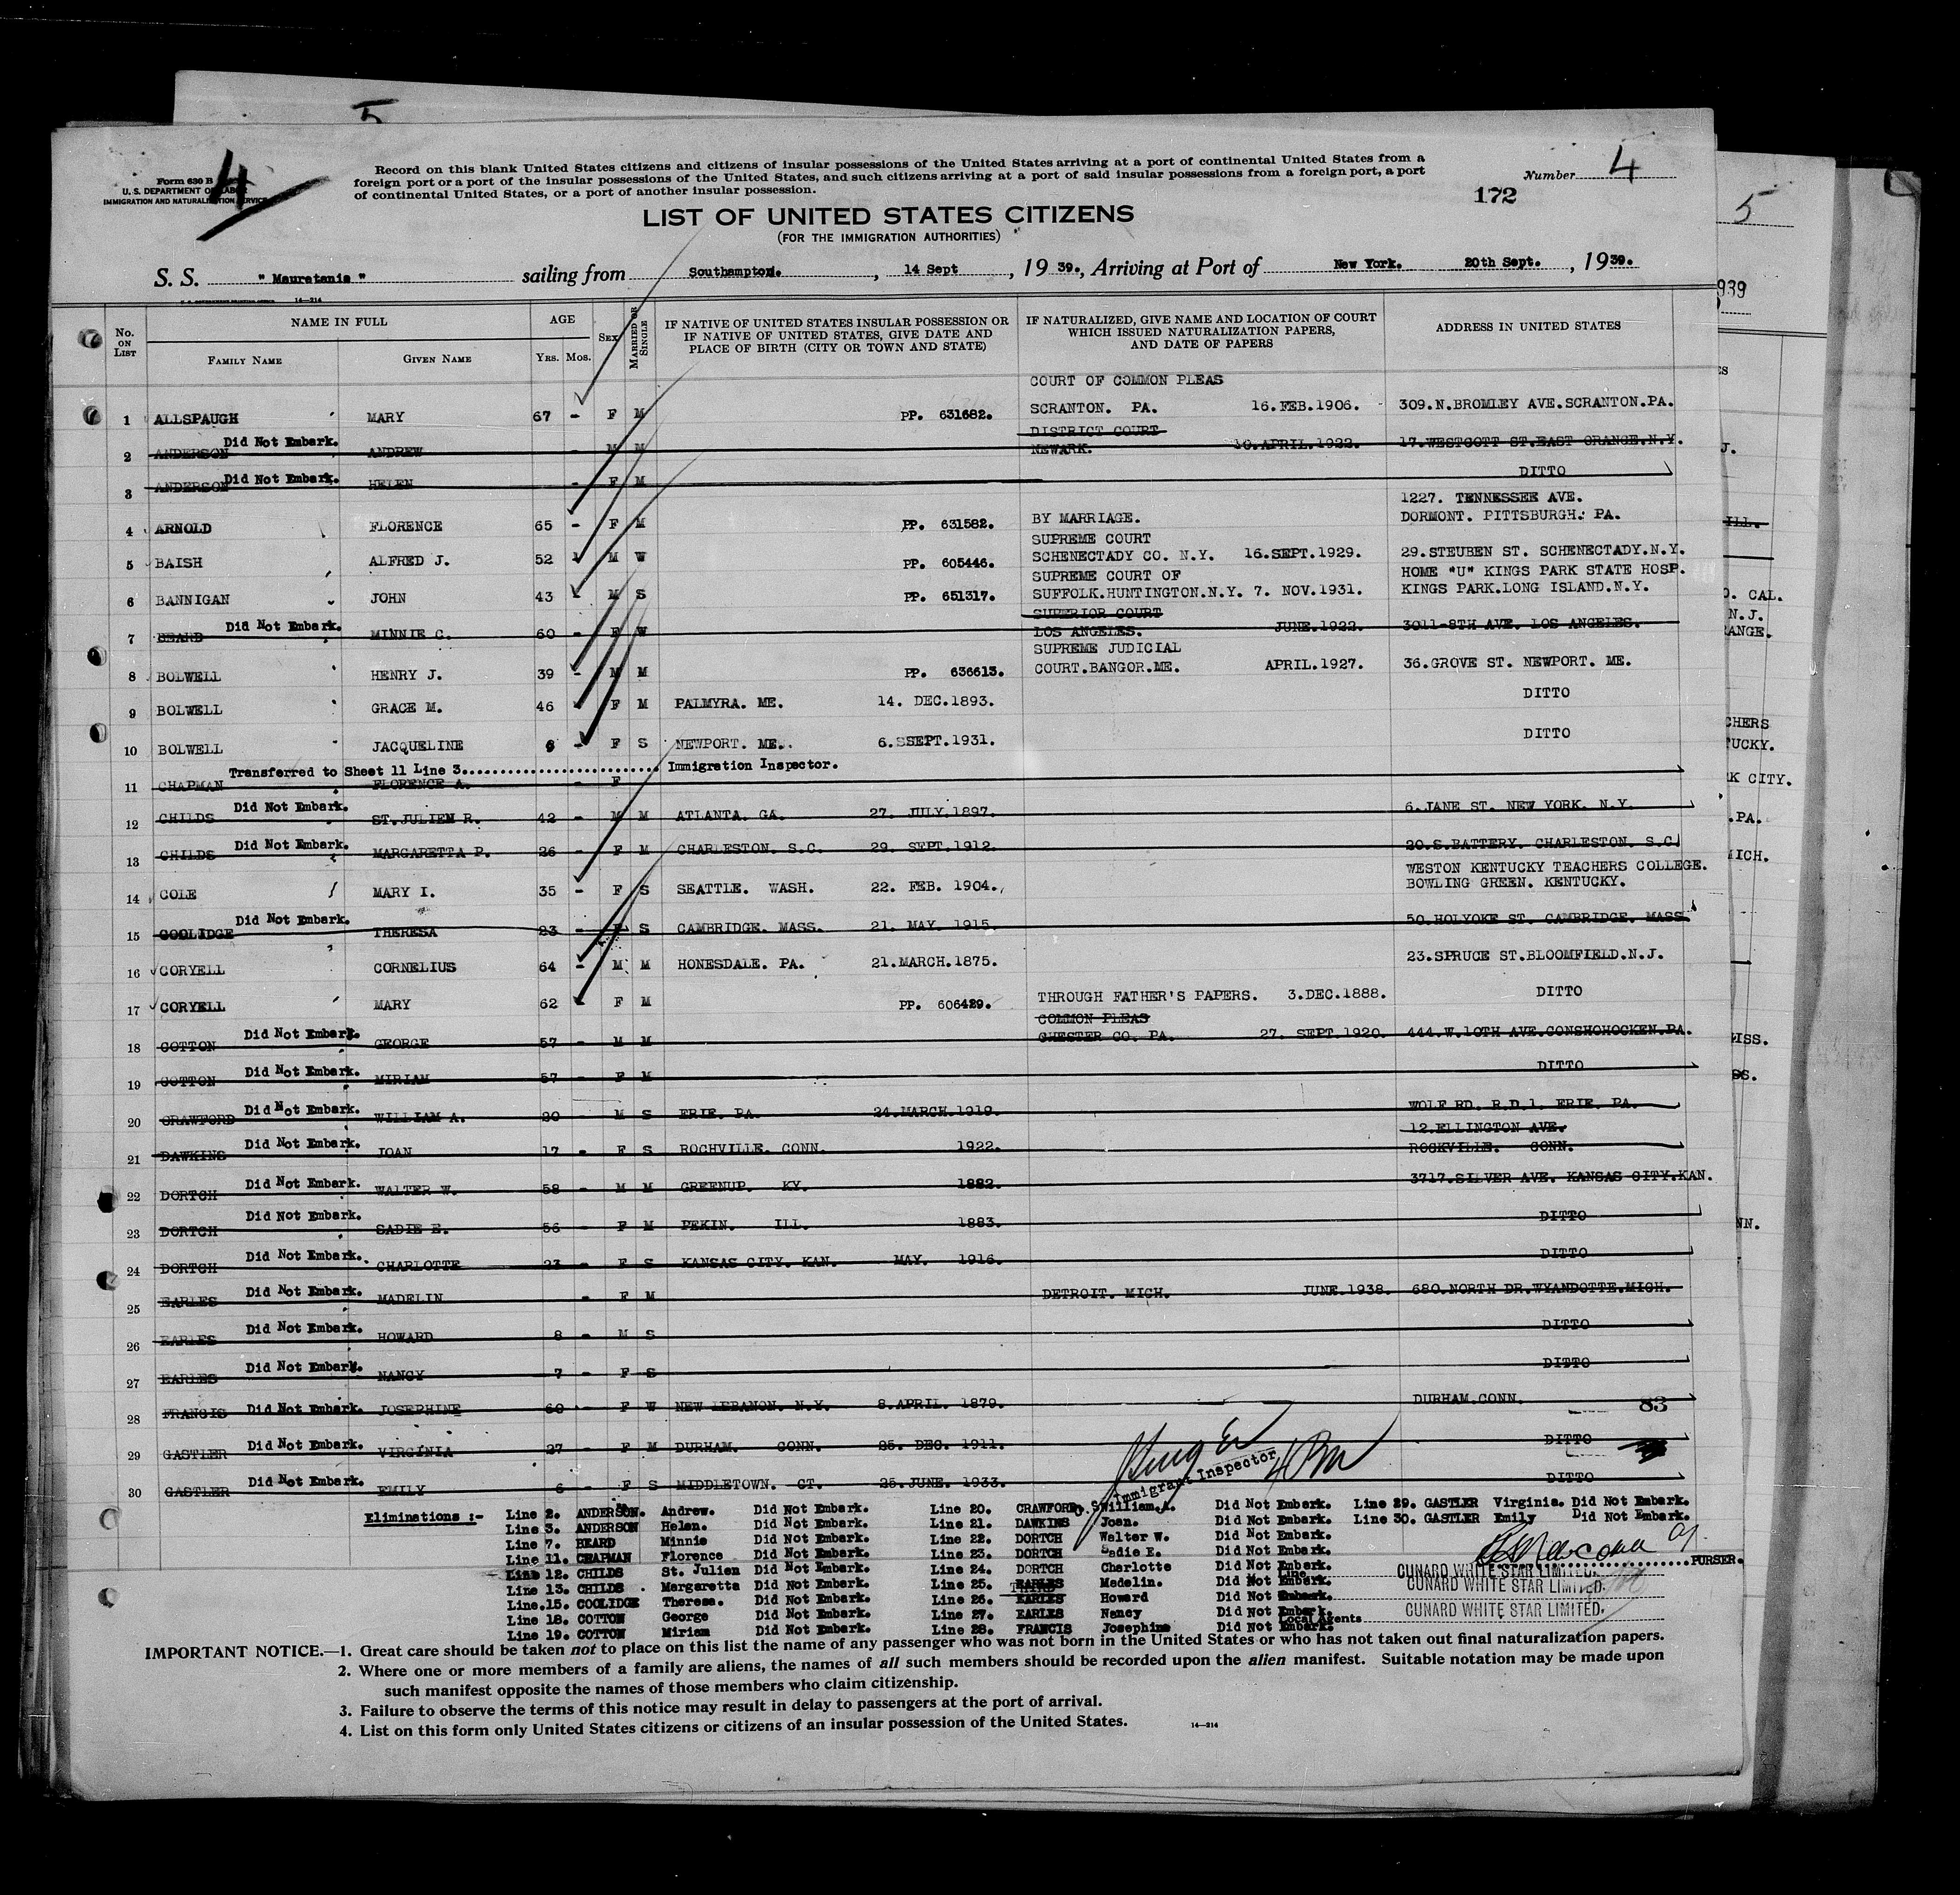 5
4
Form 630 B
U. S. DEPARTMENT OF LABOR
IMMIGRATION AND NATURALIZATION SERVICE
Record on this blank United States citizens and citizens of insular possessions of the United States arriving at a port of continental United States from a
foreign port or a port of the insular possessions of the United States, and such citizens arriving at a port of said insular possessions from a foreign port, a port
of continental United States, or a port of another insular possession.
Number 4
172
LIST OF UNITED STATES CITIZENS
(FOR THE IMMIGRATION AUTHORITIES)
S. S. " Mauretania " sailing from Southampton. , 14 Sept , 19 39., Arriving at Port of New York. 20th Sept. , 1939.
14—214
No. ON LIST NAME IN FULL AGE SEX MARRIED OR SINGLE IF NATIVE OF UNITED STATES INSULAR POSSESSION OR IF NATIVE OF UNITED STATES, GIVE DATE AND PLACE OF BIRTH (CITY OR TOWN AND STATE) IF NATURALIZED, GIVE NAME AND LOCATION OF COURT WHICH ISSUED NATURALIZATION PAPERS, AND DATE OF PAPERS ADDRESS IN UNITED STATES
FAMILY NAME GIVEN NAME YRS. MOS.
COURT OF COMMON PLEAS
1 ALLSPAUGH MARY 67 - F M PP. 631682. SCRANTON. PA. 16.FEB.1906. 309.N.BROMLEY AVE.SCRANTON.PA.
DISTRICT COURT
2 ANDERSON Did Not Embark. ANDREW - M M NEWARK. 10.APRIL.1922. 17.WESTCOTT ST.EAST ORANGE.N.Y.
3 ANDERSON Did Not Embark. HELEN - F M DITTO
1227. TENNESSEE AVE.
4 ARNOLD FLORENCE 65 - F M PP. 631582. BY MARRIAGE. DORMONT. PITTSBURGH. PA.
SUPREME COURT
5 BAISH ALFRED J. 52 M W PP. 605446. SCHENECTADY CO. N.Y. 16.SEPT.1929. 29.STEUBEN ST. SCHENECTADY.N.Y.
SUPREME COURT OF HOME "U" KINGS PARK STATE HOSP.
6 BANNIGAN JOHN 43 - M S PP. 651317. SUFFOLK.HUNTINGTON.N.Y. 7. NOV.1931. KINGS PARK.LONG ISLAND.N.Y.
SUPERIOR COURT
7 BEARD Did Not Embark. MINNIE C. 60 - F W LOS ANGELES. JUNE.1922. 3011-8TH AVE. LOS ANGELES.
SUPREME JUDICIAL
8 BOLWELL HENRY J. 39 - M M PP. 636613. COURT.BANGOR.ME. APRIL.1927. 36.GROVE ST. NEWPORT. ME.
9 BOLWELL GRACE M. 46 - F M PALMYRA. ME. 14. DEC.1893. DITTO
10 BOLWELL JACQUELINE - F S NEWPORT. ME. 6.SSEPT.1931. DITTO
Transferred to Sheet 11 Line 3. Immigration Inspector.
11 CHAPMAN FLORENCE A. - F
12 CHILDS Did Not Embark. ST.JULIEN R. 42 - M M ATLANTA. GA. 27. JULY.1897. 6.JANE ST. NEW YORK. N.Y.
13 CHILDS Did Not Embark. MARGARETTA P. 26 - F M CHARLESTON. S.C. 29. SEPT.1912. 20.S.BATTERY. CHARLESTON. S.C
WESTON KENTUCKY TEACHERS COLLEGE.
14 COLE MARY I. 35 - F S SEATTLE. WASH. 22. FEB. 1904. BOWLING GREEN. KENTUCKY.
15 COOLIDGE Did Not Embark. THERESA 23 - F S CAMBRIDGE. MASS. 21. MAY. 1915. 50.HOLYOKE ST. CAMBRIDGE. MASS
16 CORYELL CORNELIUS 64 - M M HONESDALE. PA. 21.MARCH.1875. 23.SPRUCE ST.BLOOMFIELD.N.J.
17 CORYELL MARY 62 - F M PP. 606429. THROUGH FATHER'S PAPERS. 3.DEC.1888. DITTO
COMMON PLEAS
18 COTTON Did Not Embark. GEORGE 57 - M M CHESTER CO. PA. 27. SEPT.1920. 444.W.10TH AVE.CONSHOHOCKEN.PA.
19 COTTON Did Not Embark. MIRIAM 57 - F M DITTO
20 CRAWFORD Did Not Embark. WILLIAM A. 20 - M S ERIE. PA. 24.MARCH.1919. WOLF RD. R.D.1. ERIE. PA.
12.ELLINGTON AVE.
21 DAWKINS Did Not Embark. JOAN 17 - F S ROCHVILLE. CONN. 1922. ROCKVILLE. CONN.
22 DORTCH Did Not Embark. WALTER W. 58 - M M GREENUP. KY. 1882. 3717.SILVER AVE. KANSAS CITY.KAN.
23 DORTCH Did Not Embark. SADIE E. 56 - F M PEKIN. ILL. 1883. DITTO
24 DORTCH Did Not Embark. CHARLOTTE 23 - F S KANSAS CITY. KAN. MAY. 1916. DITTO
25 EARLES Did Not Embark. MADELIN - F M DETROIT. MICH. JUNE.1938. 680.NORTH DR.WYANDOTTE.MICH.
26 EARLES Did Not Embark. HOWARD 8 - M S DITTO
27 EARLES Did Not Embark. NANCY 7 - F S DITTO
28 FRANCIS Did Not Embark. JOSEPHINE 60 - F W NEW LEBANON. N.Y. 8.APRIL. 1879. DURHAM.CONN.
83
29 GASTLER Did Not Embark. VIRGINIA 27 - F M DURHAM. CONN. 25. DEC. 1911. DITTO
30 GASTLER Did Not Embark. EMILY 6 - F S MIDDLETOWN. CT. 25.JUNE. 1933. DITTO
Immigrant Inspector
Eliminations :- Line 2. ANDERSON. Andrew. Did Not Embark. Line 20. CRAWFORD William.A. Did Not Embark. Line 29. GASTLER Virginia. Did Not Embark.
Line 3. ANDERSON Helen. Did Not Embark. Line 21. DAWKINS Joan. Did Not Embark. Line 30. GASTLER Emily Did Not Embark.
Line 7. BEARD Minnie Did Not Embark. Line 22. DORTCH Walter W. Did Not Embark.
Line 11. CHAPMAN Florence Did Not Embark. Line 23. DORTCH Sadie E. Did Not Embark. PURSER.
Line 12. CHILDS St. Julien Did Not Embark. Line 24. DORTCH Charlotte Did Not Embark. Line CUNARD WHITE STAR LIMITED.
Line 13. CHILDS Margaretta Did Not Embark. Line 25. EARLES Madelin. Did Not Embark. CUNARD WHITE STAR LIMITED.
Line.15. COOLIDGE Theresa. Did Not Embark. THIRD Line 26. EARLES Howard Did Not Embark.
Line 18. COTTON George Did Not Embark. Line 27. EARLES Nancy Did Not Embark. Local Agents CUNARD WHITE STAR LIMITED.
Line 19. COTTON Miriam Did Not Embark. Line 28. FRANCIS Josephine Did Not Embark.
IMPORTANT NOTICE.—1. Great care should be taken not to place on this list the name of any passenger who was not born in the United States or who has not taken out final naturalization papers.
2. Where one or more members of a family are aliens, the names of all such members should be recorded upon the alien manifest. Suitable notation may be made upon
such manifest opposite the names of those members who claim citizenship.
3. Failure to observe the terms of this notice may result in delay to passengers at the port of arrival.
4. List on this form only United States citizens or citizens of an insular possession of the United States. 14—214
5
939
ILL.
CAL.
N.J.
UCKY.
K CITY.
.PA.
ICH.
ISS.
NN.